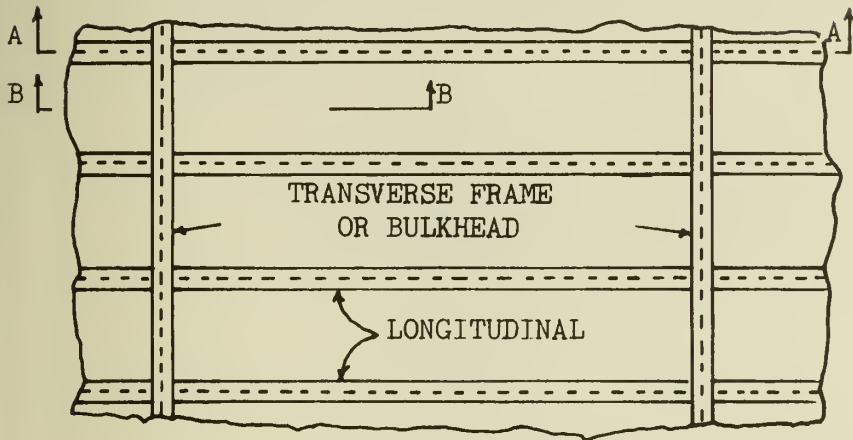 A A
B B
TRANSVERSE FRAME
OR BULKHEAD
LONGITUDINAL